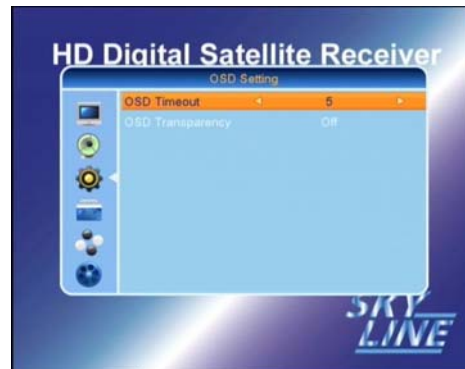 HD Digital Satellite Receiver
OSD Setting
OSD Timeout 5
OSD Transparency Off
SKY
LINE